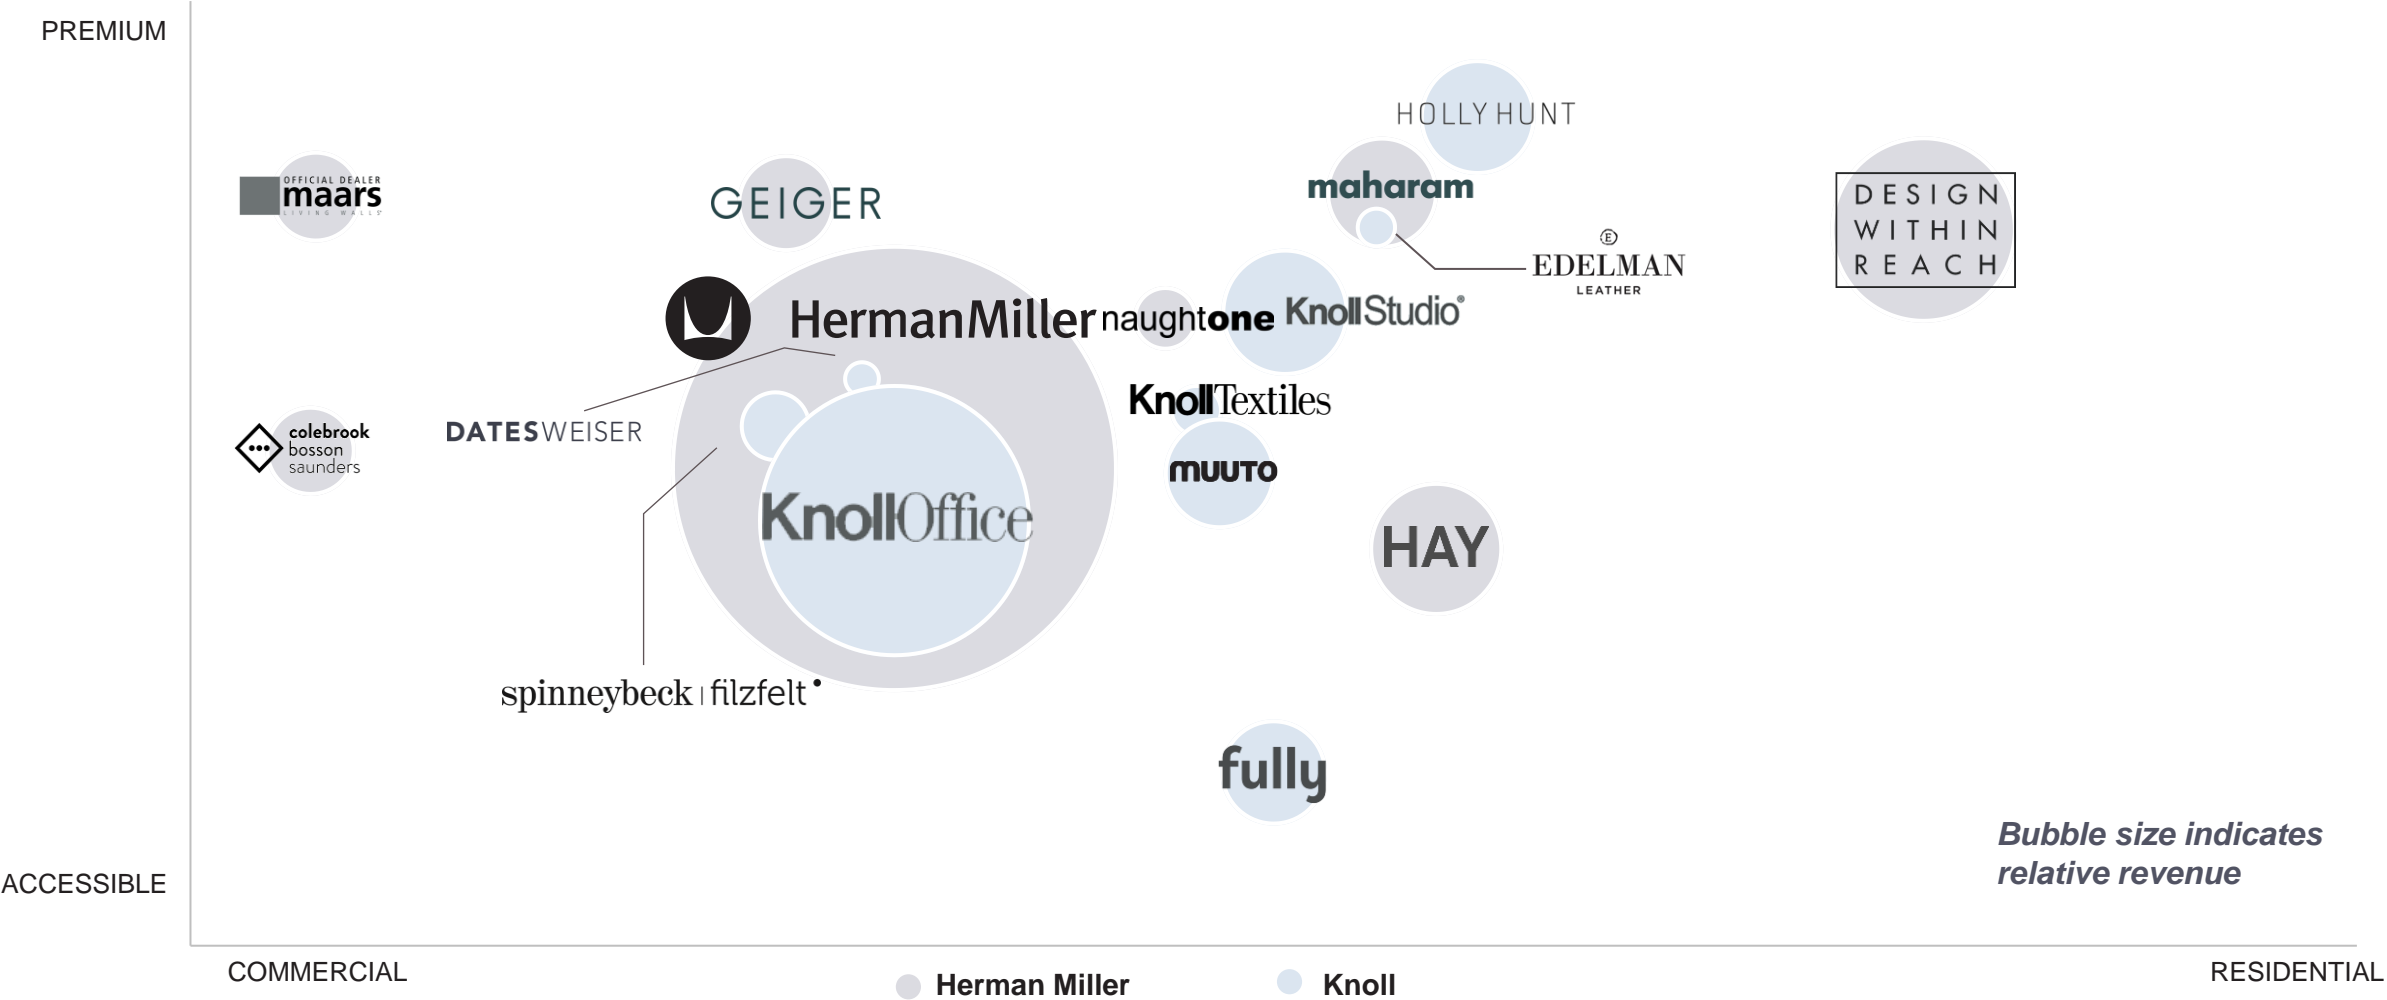 PREMIUM
HOLLY HUNT
OFFICIAL DEALER
maars
LIVING WALLS
GEIGER
maharam
DESIGN
WITHIN
REACH
E
EDELMAN
LEATHER
HermanMiller
naughtone
KnollStudio®
KnollTextiles
colebrook
bosson
saunders
DATESWEISER
muuto
KnollOffice
HAY
spinneybeck | filzfelt
fully
Bubble size indicates
relative revenue
ACCESSIBLE
COMMERCIAL
RESIDENTIAL
Herman Miller
Knoll